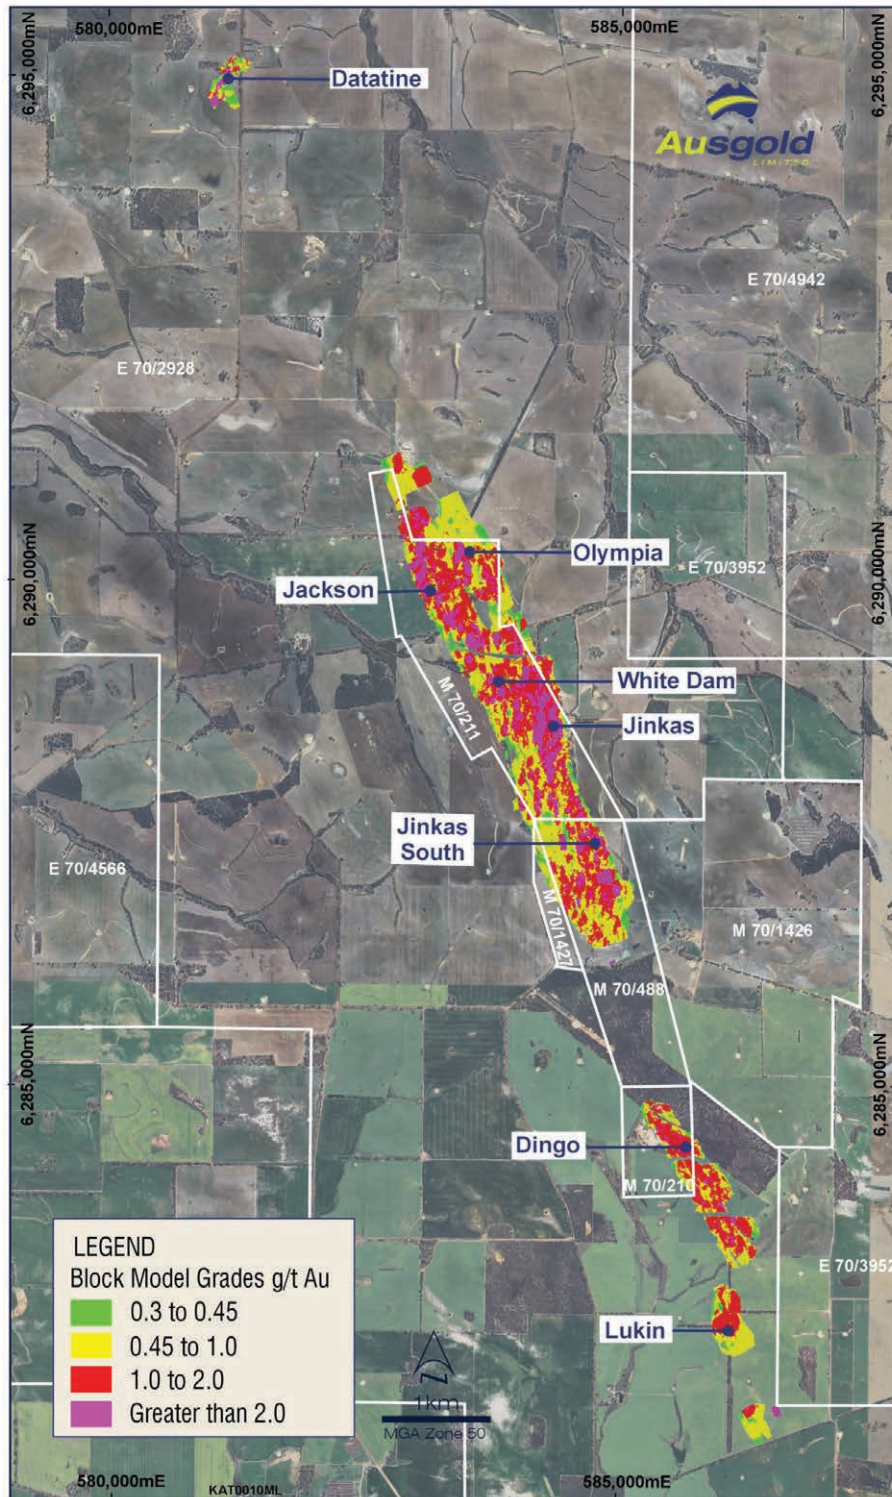 580,000mE
585,000mE
6,295,000mN
6,295,000mN
Datatine
Ausgold
LIMITED
E 70/4942
E 70/2928
Olympia
E 70/3952
6,290,000mN
6,290,000mN
Jackson
White Dam
M 70/211
Jinkas
Jinkas
South
E 70/4566
M 70/1427
M 70/1426
M 70/488
6,285,000mN
6,285,000mN
Dingo
M 70/210
LEGEND
Block Model Grades g/t Au
0.3 to 0.45
0.45 to 1.0
1.0 to 2.0
Greater than 2.0
E 70/3952
Lukin
1km
MGA Zone 50
580,000mE
KAT0010ML
585,000mE